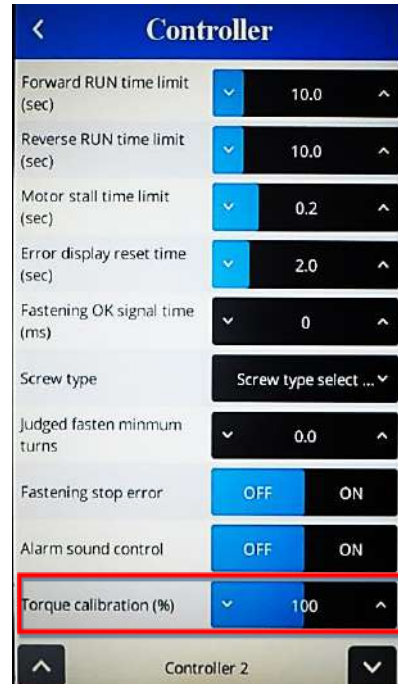 Controller
Forward RUN time limit
(sec)
10.0
Reverse RUN time limit
(sec)
10.0
Motor stall time limit
(sec)
0.2
Error display reset time
(sec)
2.0
Fastening OK signal time
(ms)
0
Screw type
Screw type select ...
Judged fasten minmum
turns
0.0
Fastening stop error
OFF ON
Alarm sound control
OFF ON
Torque calibration (%)
100
Controller 2